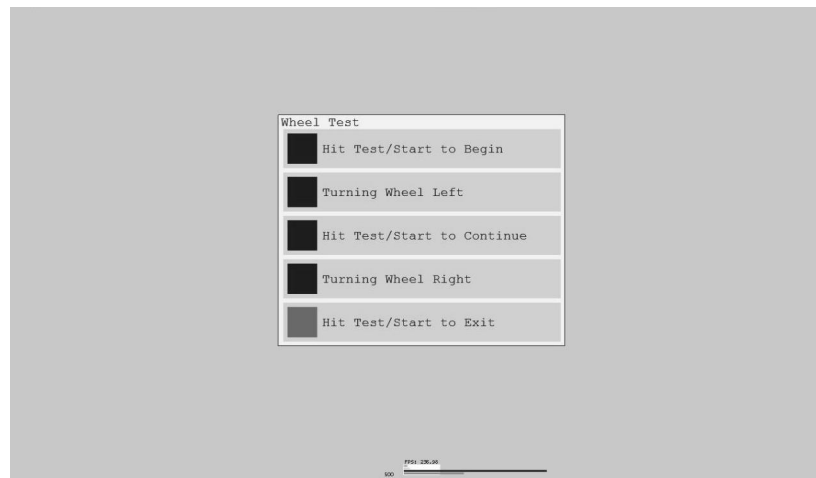 Wheel Test
Hit Test/Start to Begin
Turning Wheel Left
Hit Test/Start to Continue
Turning Wheel Right
Hit Test/Start to Exit
FPS: